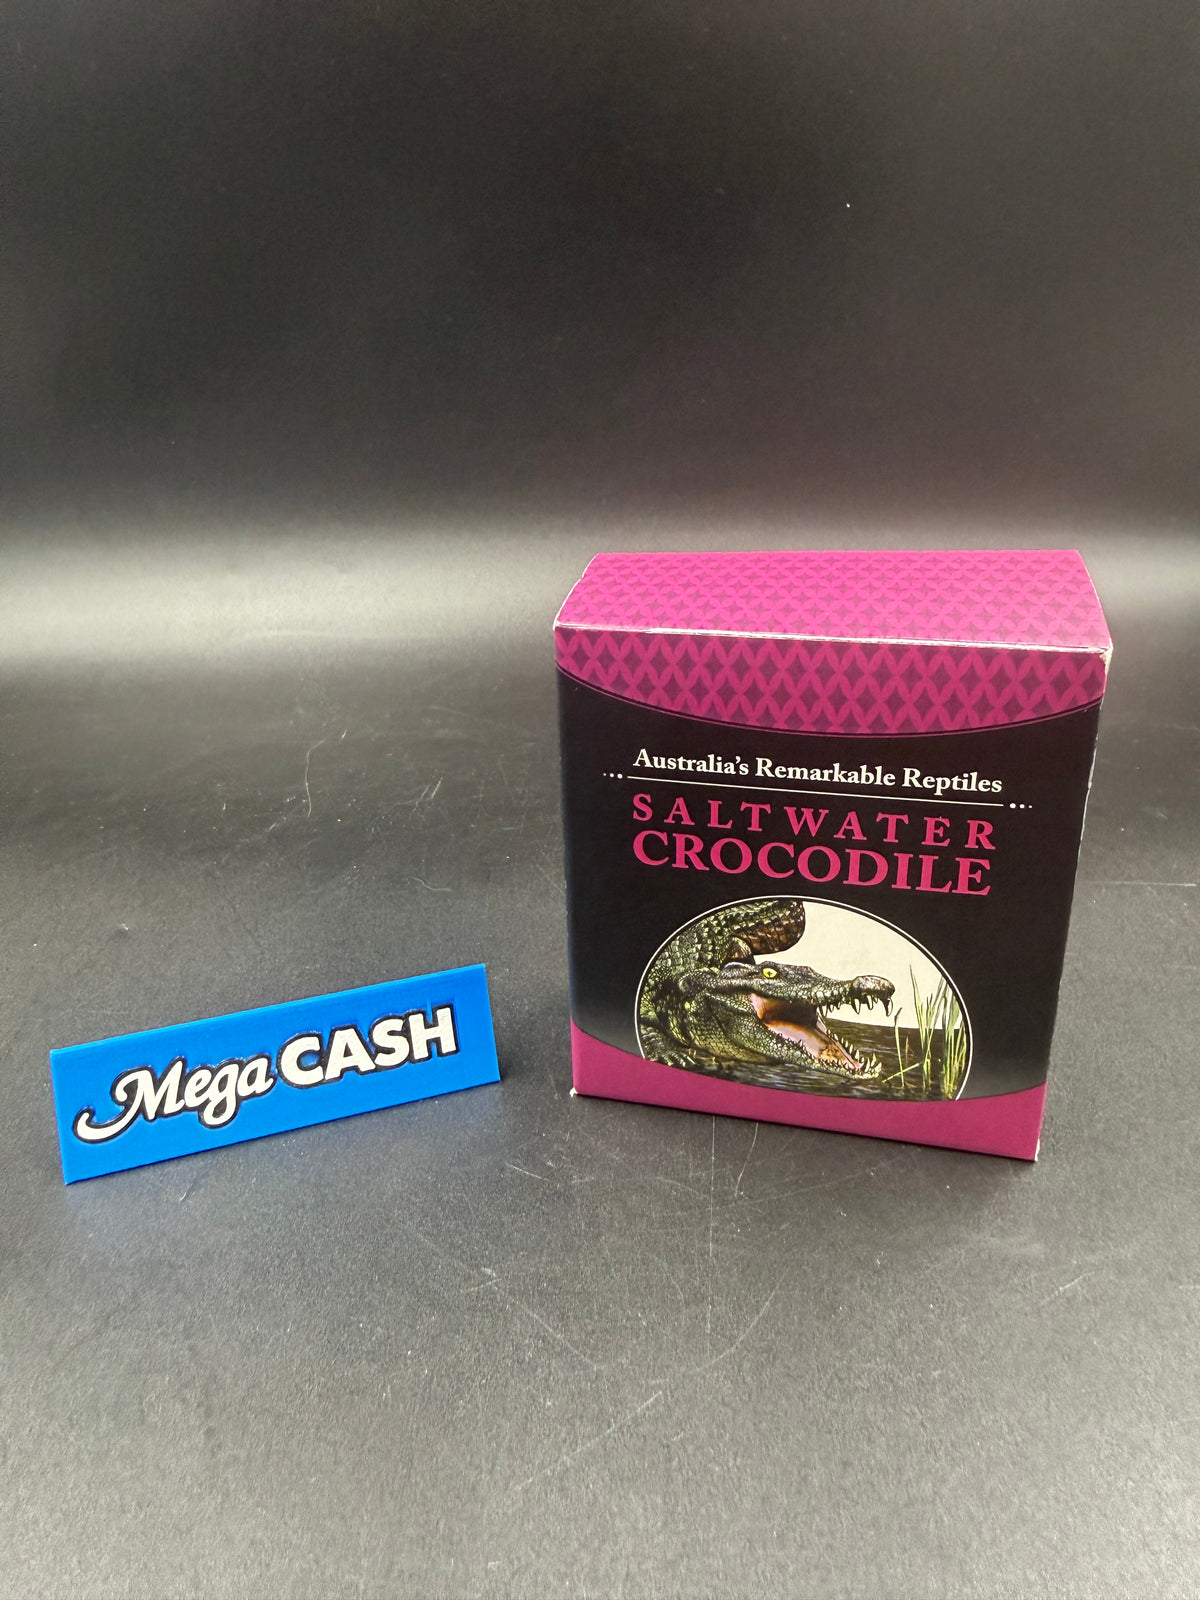 Australia's Remarkable Reptiles
SALTWATER
CROCODILE
Mega CASH